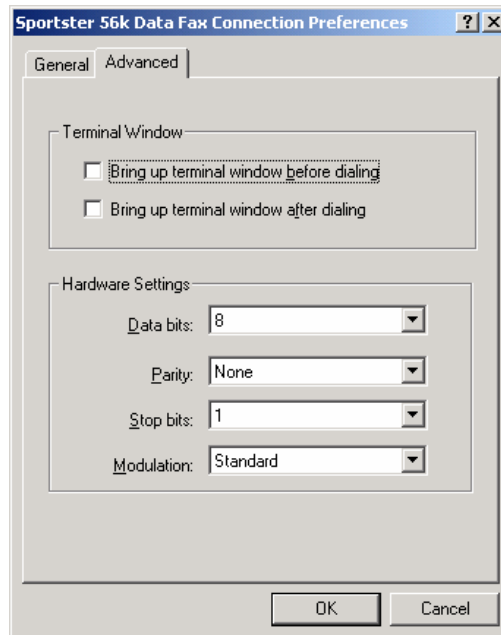 Sportster 56k Data Fax Connection Preferences ? X
General Advanced
Terminal Window
Bring up terminal window before dialing
Bring up terminal window after dialing
Hardware Settings
Data bits: 8
Parity: None
Stop bits: 1
Modulation: Standard
OK Cancel